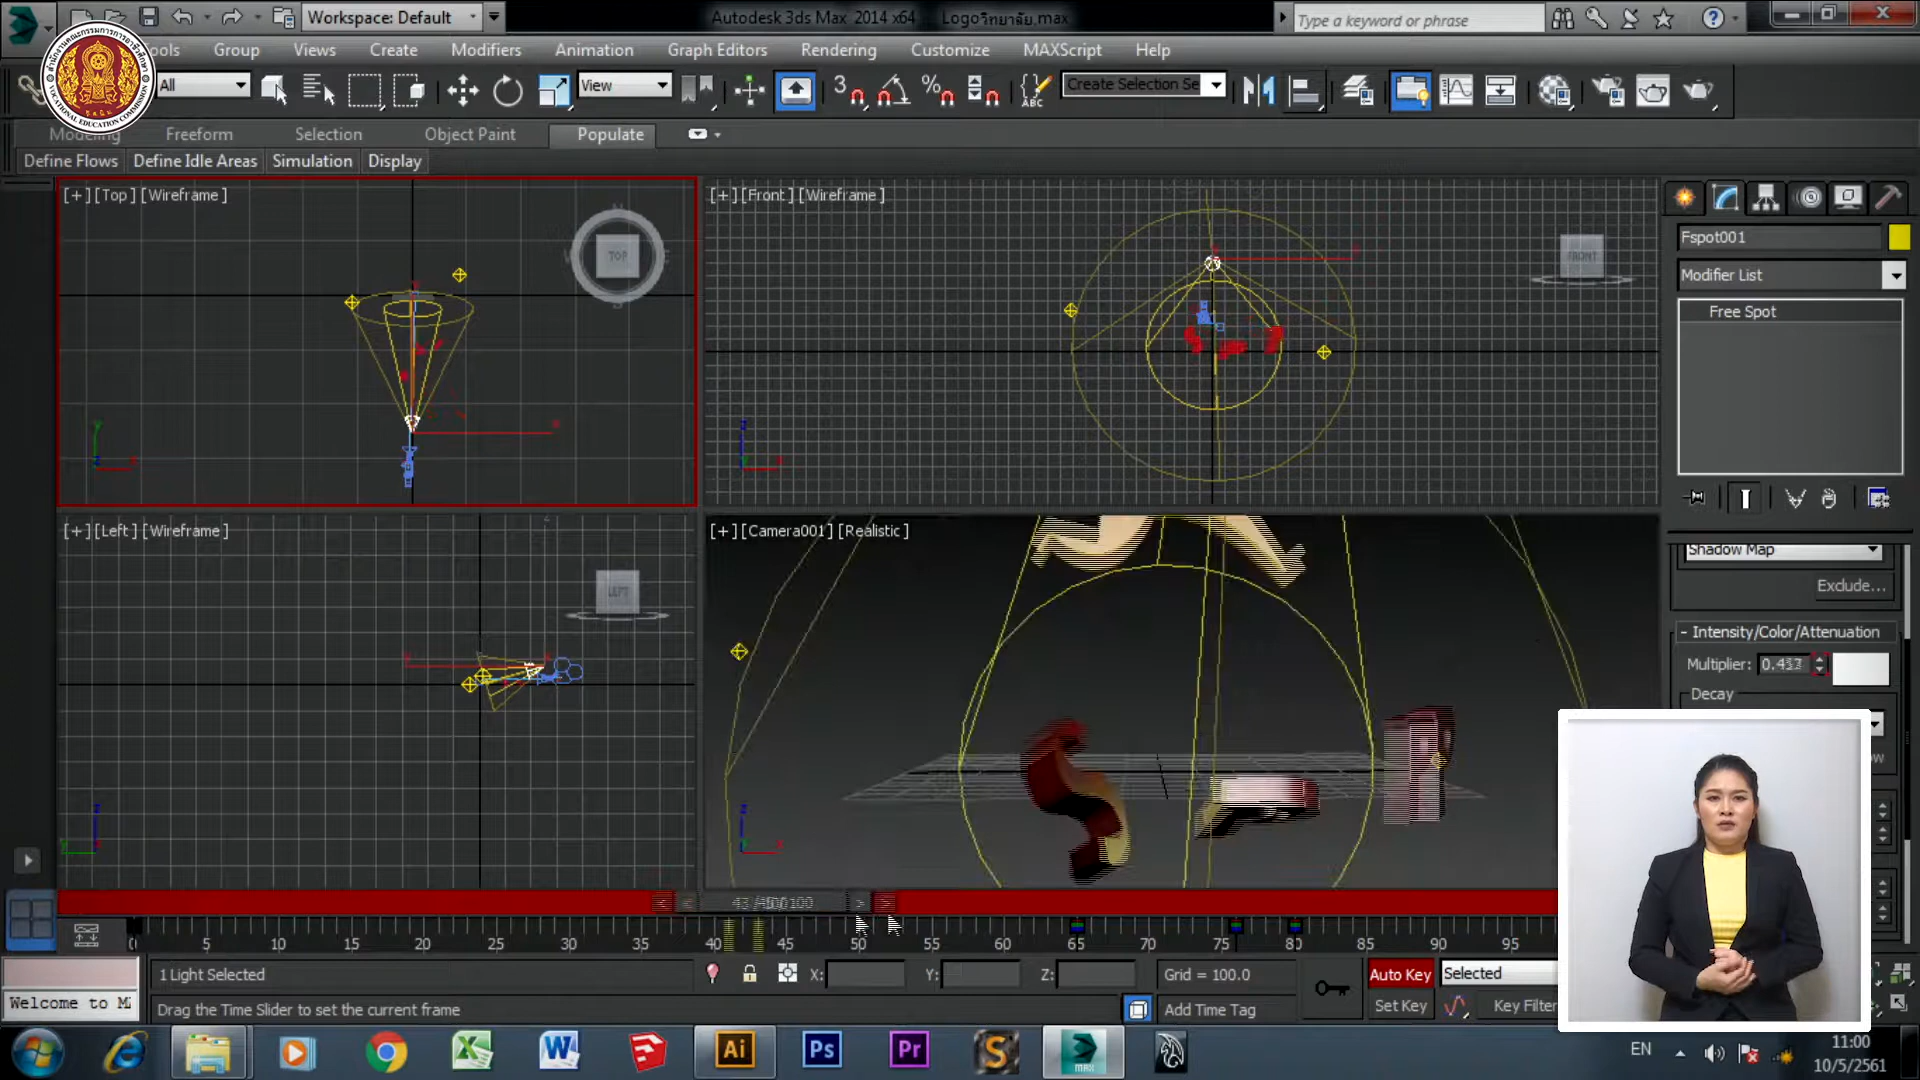 Workspace: Default
Autodesk 3ds Max 2014 x64
Logoวิทยาลัย.max
Type a keyword or phrase
Group Views Create Modifiers Animation Graph Editors Rendering Customize MAXScript Help
All
View
Create Selection Se
Modeling Freeform Selection Object Paint Populate
Define Flows Define Idle Areas Simulation Display
[+] [Top] [Wireframe]
TOP
[+] [Front] [Wireframe]
FRONT
Fspot001
Modifier List
Free Spot
[+] [Left] [Wireframe]
LEFT
[+] [Camera001] [Realistic]
Shadow Map
Exclude...
- Intensity/Color/Attenuation
Multiplier:
Decay
0 5 10 15 20 25 30 35 40 45 50 55 60 65 70 75 80 85 90 95
1 Light Selected
X: Y: Z:
Grid = 100.0
Auto Key
Selected
Welcome to
Drag the Time Slider to set the current frame
Add Time Tag
Set Key
Key Filter
Ai
Ps
Pr
S
MAX
EN
11:00
10/5/2561